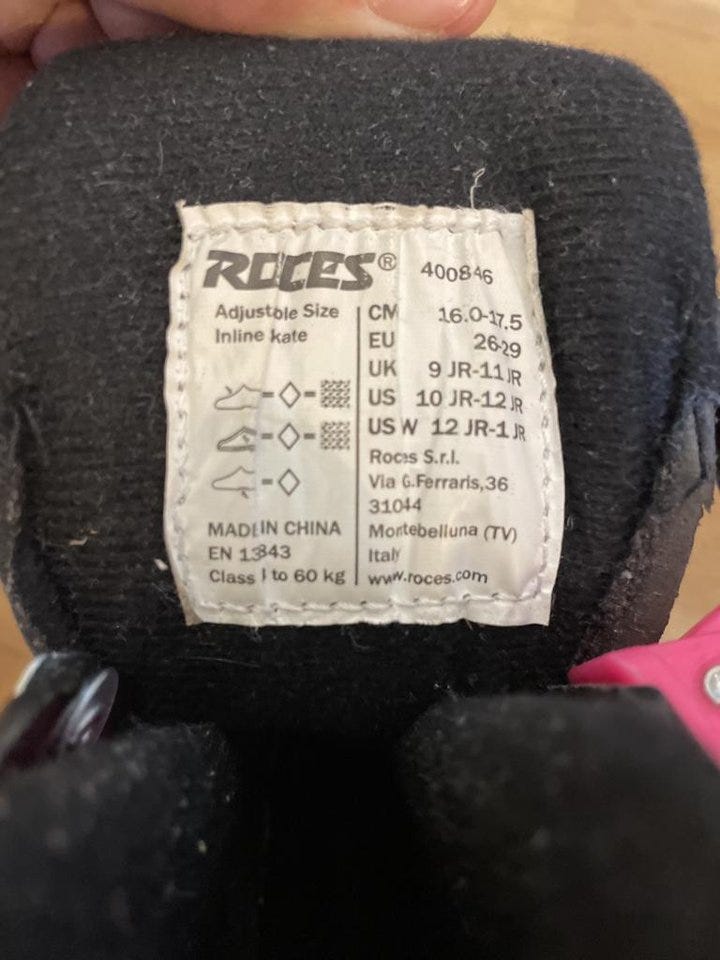 ROCES® 400846
Adjustable Size
Inline kate
CM 16.0-17.5
EU 26-29
UK 9 JR-11 JR
US 10 JR-12 JR
US W 12 JR-1 JR
MADE IN CHINA
EN 13843
Class I to 60 kg
Roces S.r.l.
Via G.Ferraris,36
31044
Montebelluna (TV)
Italy
www.roces.com